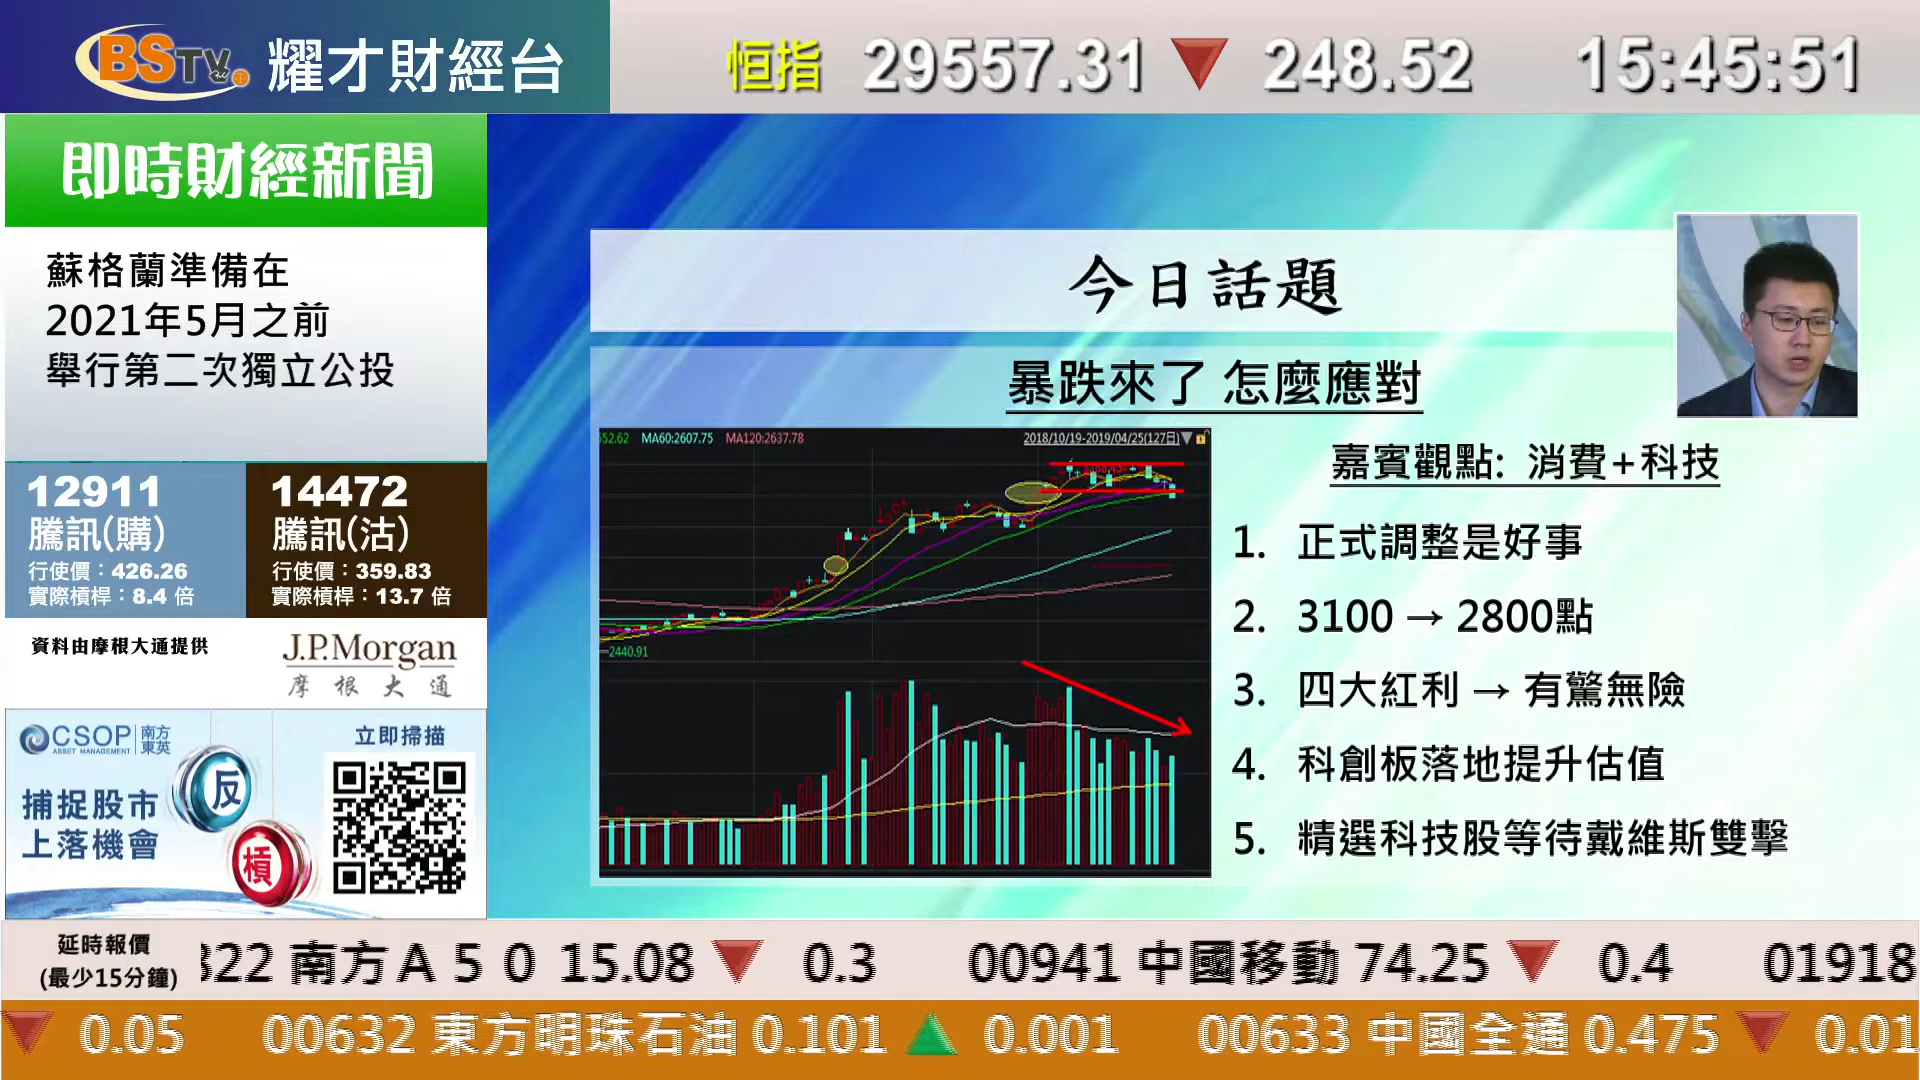 BSTV 耀才財經台
恒指 29557.31 ▼ 248.52 15:45:51
即時財經新聞
蘇格蘭準備在
2021年5月之前
舉行第二次獨立公投
12911
騰訊(購)
行使價：426.26
實際槓桿：8.4 倍
14472
騰訊(沽)
行使價：359.83
實際槓桿：13.7 倍
資料由摩根大通提供
J.P.Morgan
摩根大通
CSOP
ASSET MANAGEMENT
南方
東英
立即掃描
捕捉股市
上落機會
反
槓
今日話題
暴跌來了 怎麼應對
552.62 MA60:2607.75 MA120:2637.78
2018/10/19-2019/04/25(127日)
2440.91
嘉賓觀點: 消費+科技
1. 正式調整是好事
2. 3100 → 2800點
3. 四大紅利 → 有驚無險
4. 科創板落地提升估值
5. 精選科技股等待戴維斯雙擊
延時報價
(最少15分鐘)
322 南方A50 15.08 ▼ 0.3 00941 中國移動 74.25 ▼ 0.4 01918
▼ 0.05 00632 東方明珠石油 0.101 ▲ 0.001 00633 中國全通 0.475 ▼ 0.01